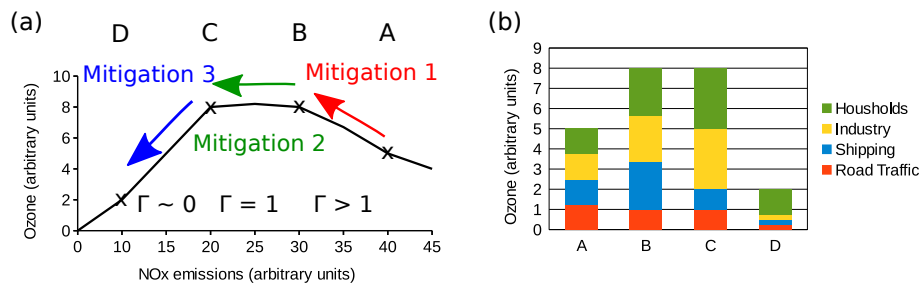 (a)
D C B A
Mitigation 3
Mitigation 1
Mitigation 2
Γ ~ 0 Γ = 1 Γ > 1
Ozone (arbitrary units)
10
8
6
4
2
0
0 10 20 25 30 35 40 45
NOx emissions (arbitrary units)
(b)
Ozone (arbitrary units)
9
8
7
6
5
4
3
2
1
0
A B C D
Housholds
Industry
Shipping
Road Traffic